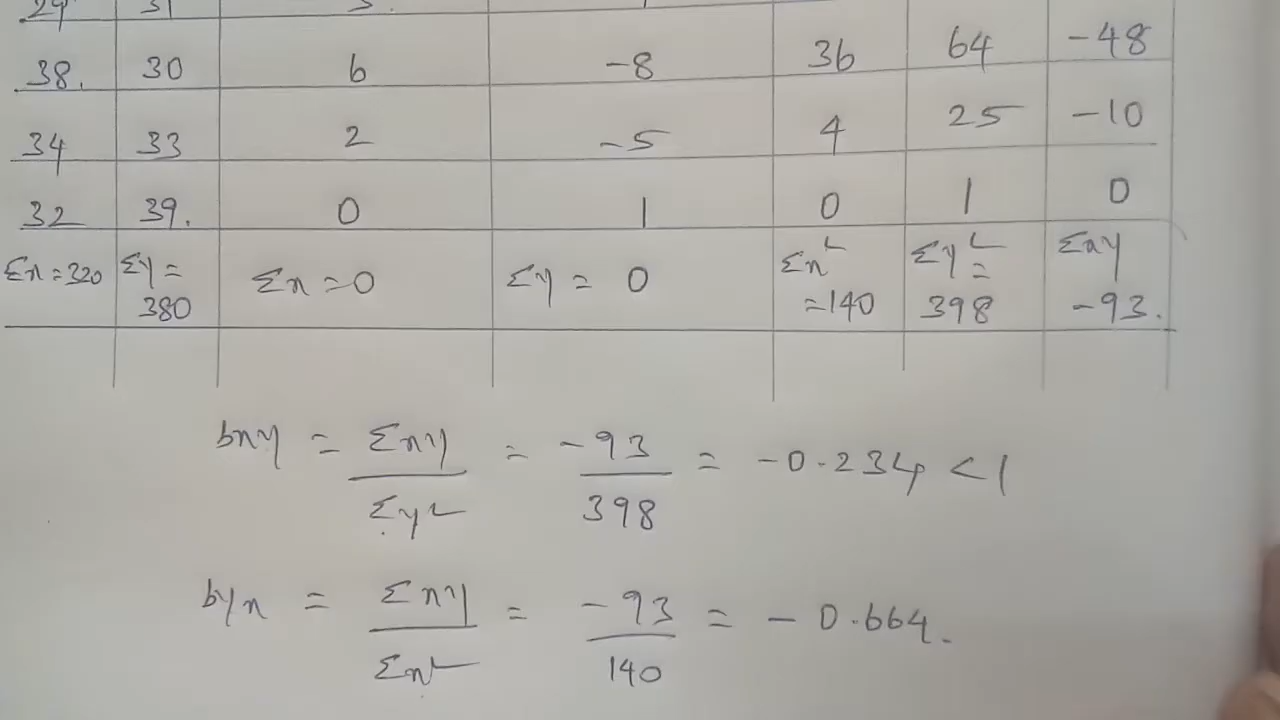 38. 30 6 -8 36 64 -48
34 33 2 -5 4 25 -10
32 39. 0 1 0 1 0
Σx = 320 Σy = 380 Σx = 0 Σy = 0 Σx² = 140 Σy² = 398 Σxy -93.
bxy = Σxy / Σy² = -93 / 398 = -0.234 < 1
byx = Σxy / Σx² = -93 / 140 = -0.664.